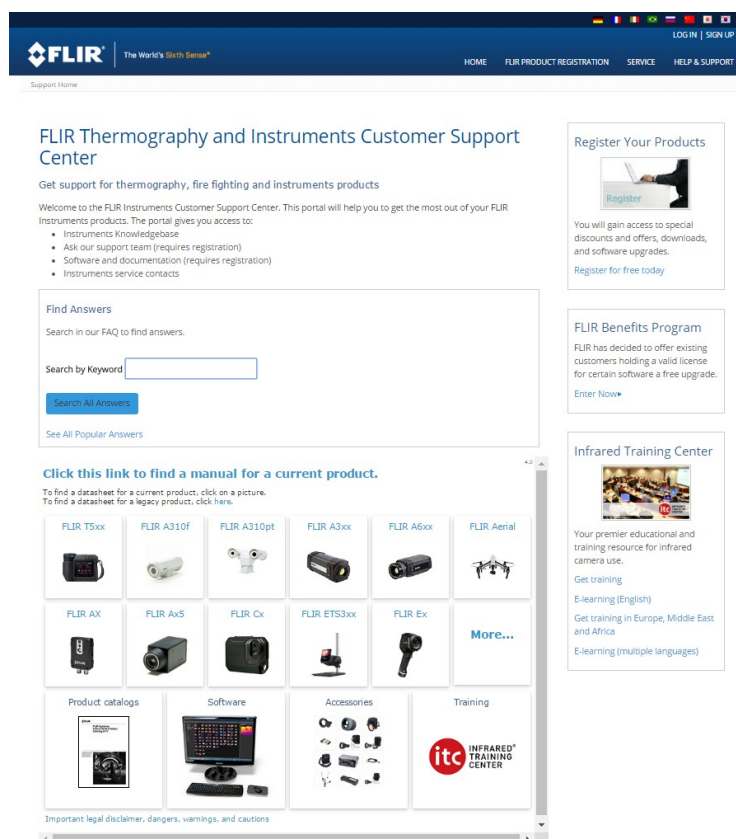 LOG IN | SIGN UP
FLIR®
The World's Sixth Sense®
HOME
FLIR PRODUCT REGISTRATION
SERVICE
HELP & SUPPORT
Support Home
FLIR Thermography and Instruments Customer Support
Center
Get support for thermography, fire fighting and instruments products
Welcome to the FLIR Instruments Customer Support Center. This portal will help you to get the most out of your FLIR
Instruments products. The portal gives you access to:
• Instruments Knowledgebase
• Ask our support team (requires registration)
• Software and documentation (requires registration)
• Instruments service contacts
Find Answers
Search in our FAQ to find answers.
Search by Keyword
Search All Answers
See All Popular Answers
4.0
Click this link to find a manual for a current product.
To find a datasheet for a current product, click on a picture.
To find a datasheet for a legacy product, click here.
FLIR T5xx
FLIR A310f
FLIR A310pt
FLIR A3xx
FLIR A6xx
FLIR Aerial
FLIR AX
FLIR Ax5
FLIR Cx
FLIR ETS3xx
FLIR Ex
More...
Product catalogs
Software
Accessories
Training
itc INFRARED®
TRAINING
CENTER
Important legal disclaimer, dangers, warnings, and cautions
Register Your Products
Register
You will gain access to special
discounts and offers, downloads,
and software upgrades.
Register for free today
FLIR Benefits Program
FLIR has decided to offer existing
customers holding a valid license
for certain software a free upgrade.
Enter Now▸
Infrared Training Center
itc
Your premier educational and
training resource for infrared
camera use.
Get training
E-learning (English)
Get training in Europe, Middle East
and Africa
E-learning (multiple languages)